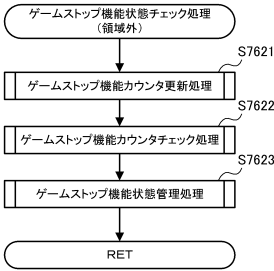 ゲームストップ機能状態チェック処理
(領域外)
S7621
ゲームストップ機能カウンタ更新処理
S7622
ゲームストップ機能カウンタチェック処理
S7623
ゲームストップ機能状態管理処理
RET